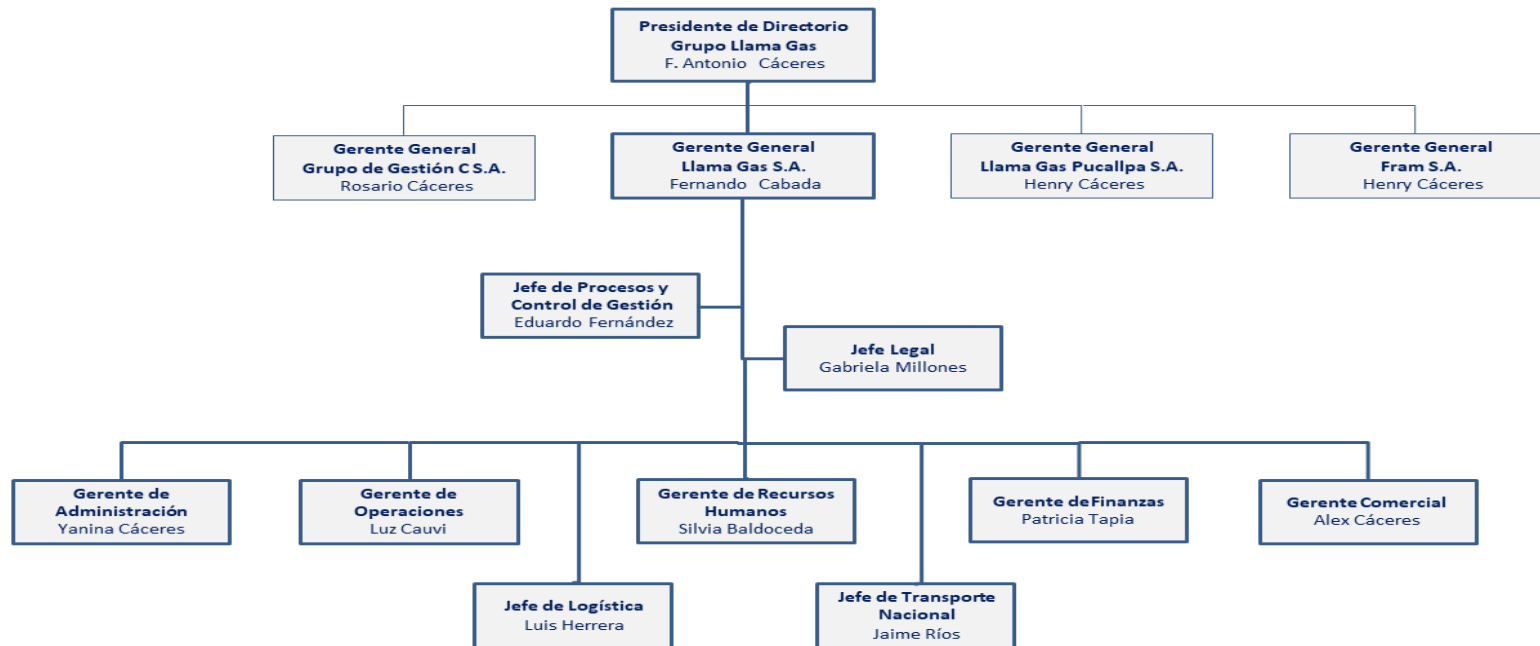 Presidente de Directorio
Grupo Llama Gas
F. Antonio Cáceres
Gerente General
Grupo de Gestión C S.A.
Rosario Cáceres
Gerente General
Llama Gas S.A.
Fernando Cabada
Gerente General
Llama Gas Pucallpa S.A.
Henry Cáceres
Gerente General
Fram S.A.
Henry Cáceres
Jefe de Procesos y
Control de Gestión
Eduardo Fernández
Jefe Legal
Gabriela Millones
Gerente de
Administración
Yanina Cáceres
Gerente de
Operaciones
Luz Cauvi
Gerente de Recursos
Humanos
Silvia Baldoceda
Gerente de Finanzas
Patricia Tapia
Gerente Comercial
Alex Cáceres
Jefe de Logística
Luis Herrera
Jefe de Transporte
Nacional
Jaime Ríos